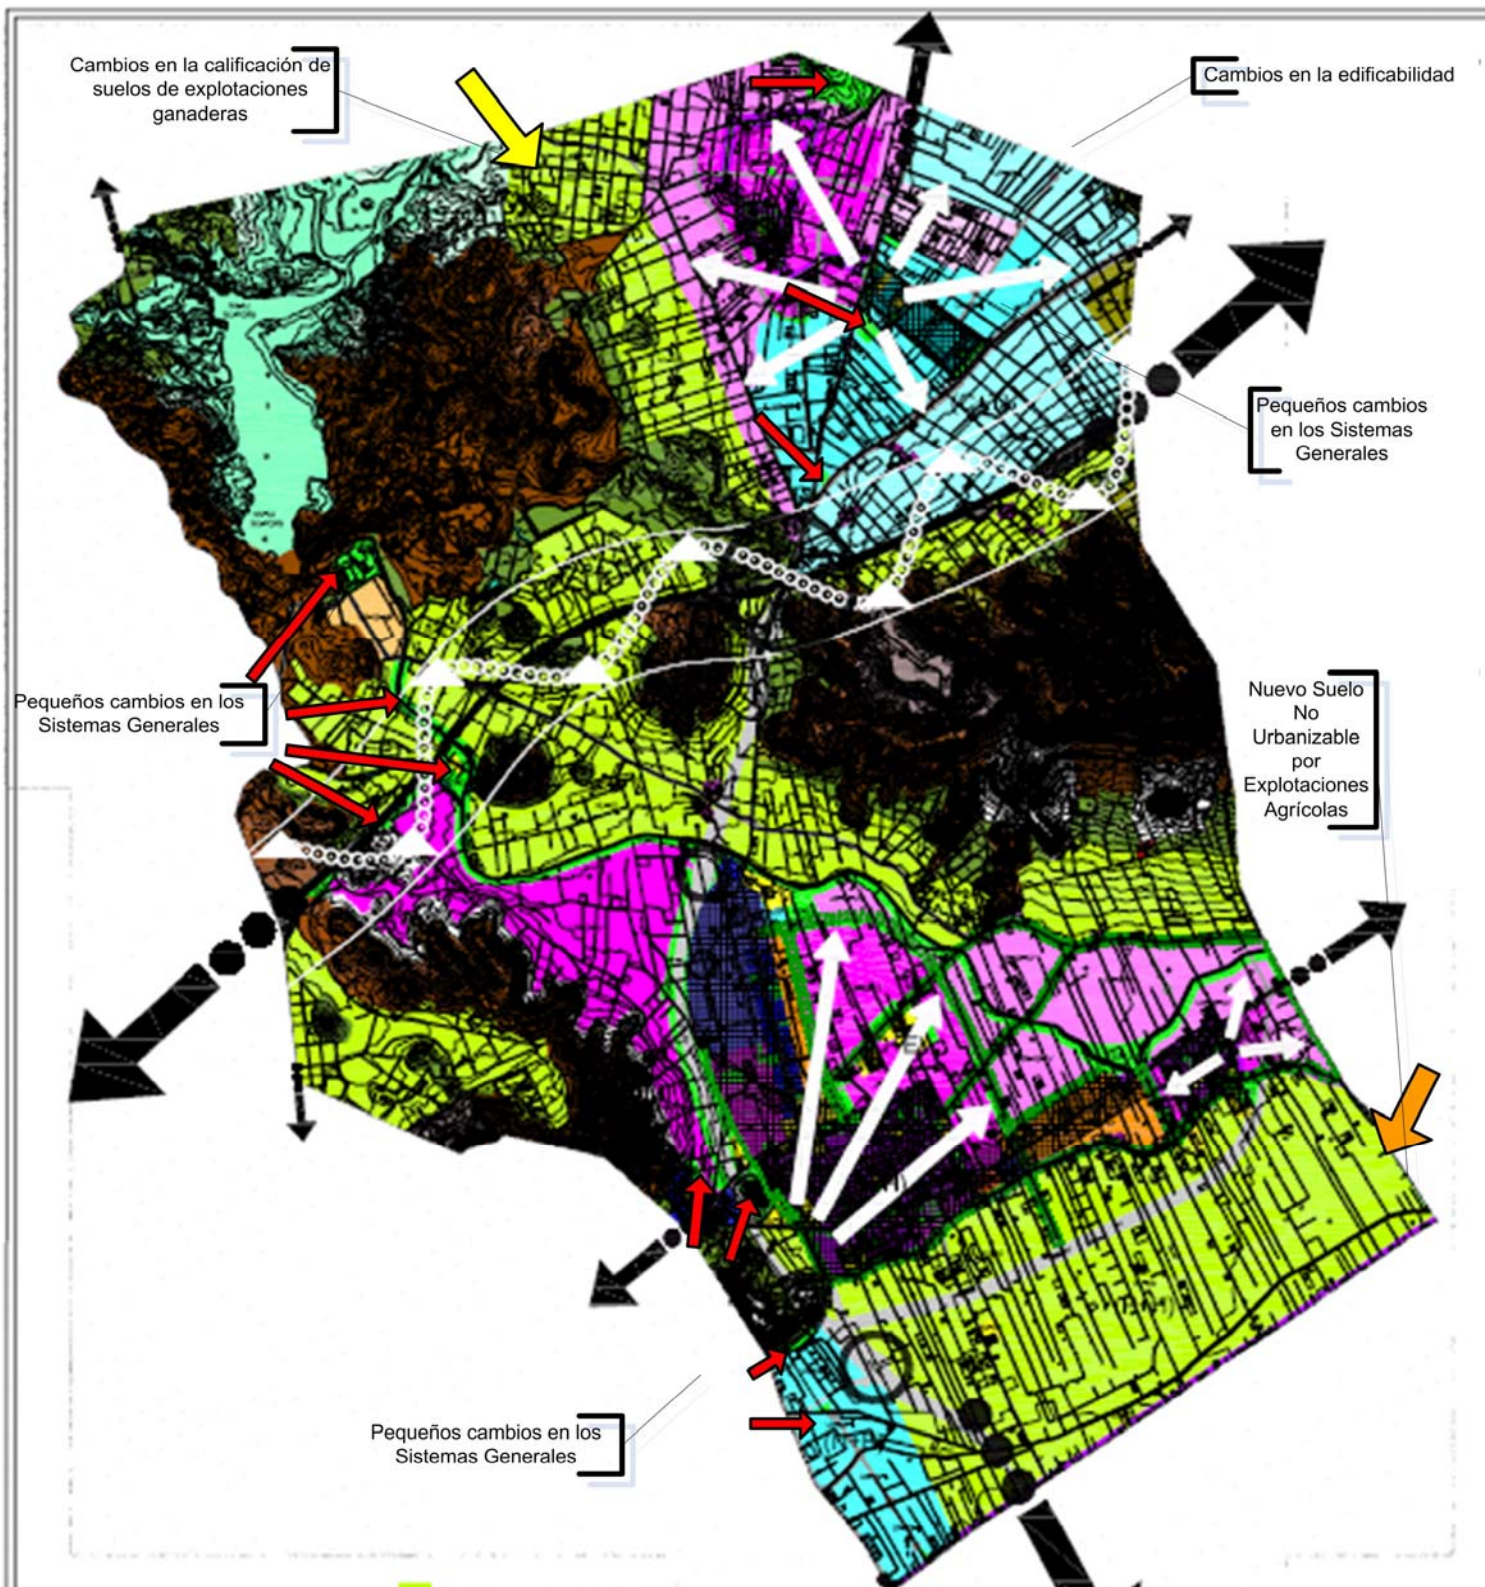 Cambios en la calificación de
suelos de explotaciones
ganaderas
Cambios en la edificabilidad
Pequeños cambios
en los Sistemas
Generales
Pequeños cambios en los
Sistemas Generales
Nuevo Suelo
No
Urbanizable
por
Explotaciones
Agrícolas
Pequeños cambios en los
Sistemas Generales